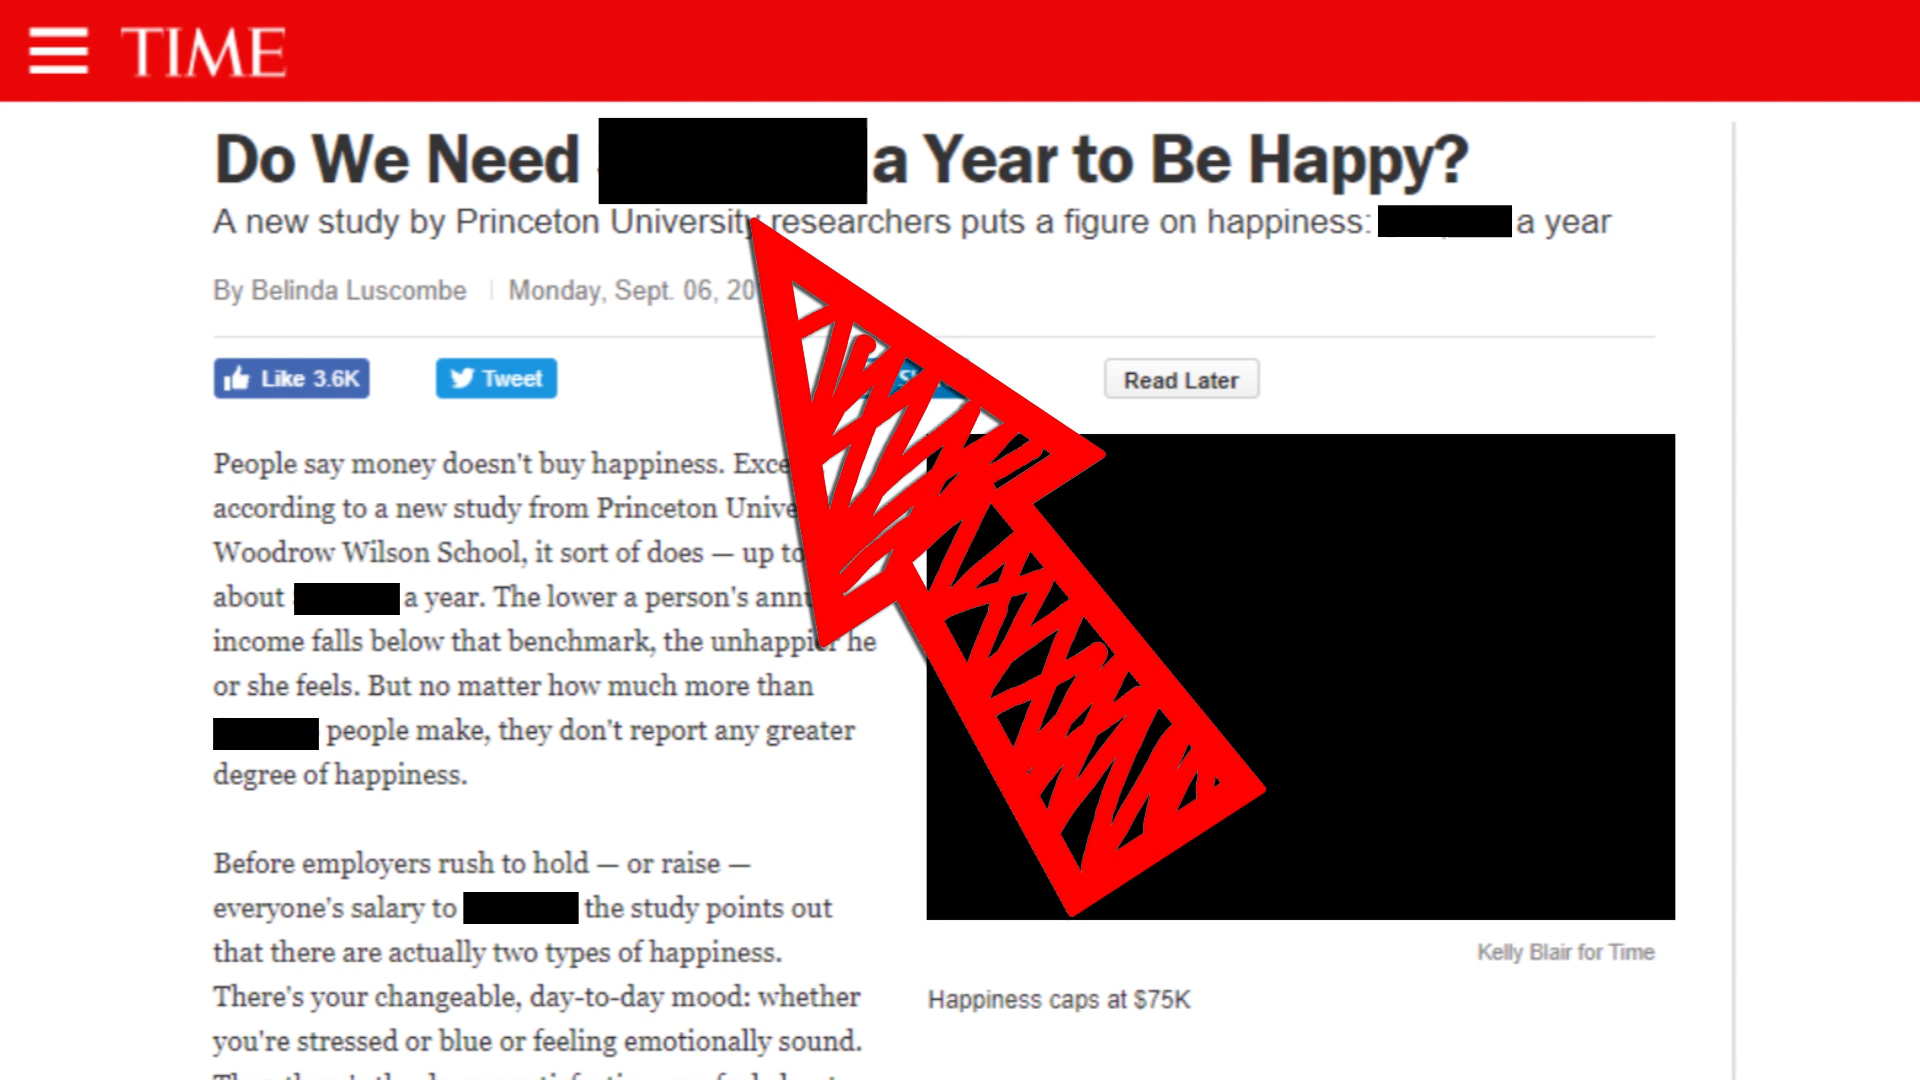 TIME
Do We Need a Year to Be Happy?
A new study by Princeton University researchers puts a figure on happiness: a year
By Belinda Luscombe Monday, Sept. 06, 20
Like 3.6K Tweet Read Later
People say money doesn't buy happiness.
according to a new study from Princeton
Woodrow Wilson School, it sort of does — up to
about a year. The lower a person's
income falls below that benchmark, the unhappier he
or she feels. But no matter how much more than
people make, they don't report any greater
degree of happiness.
Before employers rush to hold — or raise —
everyone's salary to the study points out
that there are actually two types of happiness.
There's your changeable, day-to-day mood: whether
you're stressed or blue or feeling emotionally sound.
Kelly Blair for Time
Happiness caps at $75K